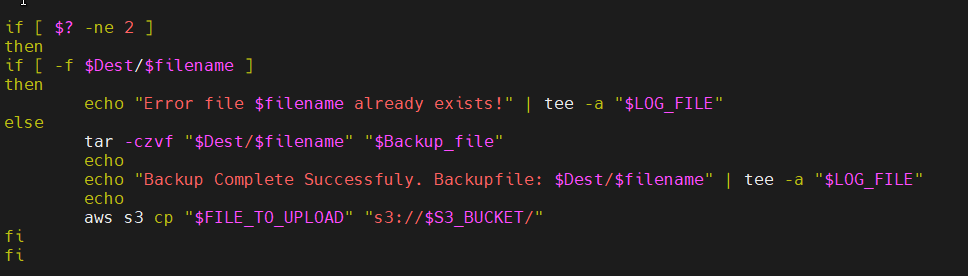 if [ $? -ne 2 ]
then
if [ -f $Dest/$filename ]
then
        echo "Error file $filename already exists!" | tee -a "$LOG_FILE"
else
        tar -czvf "$Dest/$filename" "$Backup_file"
        echo
        echo "Backup Complete Successfuly. Backupfile: $Dest/$filename" | tee -a "$LOG_FILE"
        echo
        aws s3 cp "$FILE_TO_UPLOAD" "s3://$S3_BUCKET/"
fi
fi